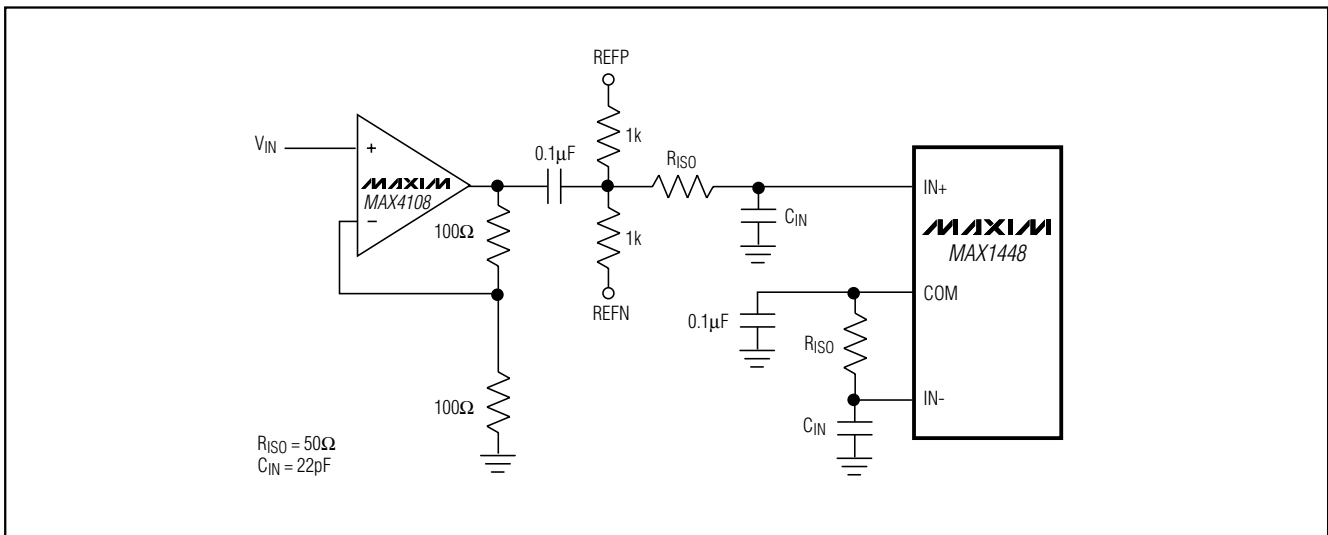 REFP
1k
VIN
+
MAXIM
MAX4108
−
0.1μF
RISO
100Ω
1k
CIN
IN+
MAXIM
MAX1448
REFN
COM
0.1μF
RISO
100Ω
IN-
CIN
RISO = 50Ω
CIN = 22pF